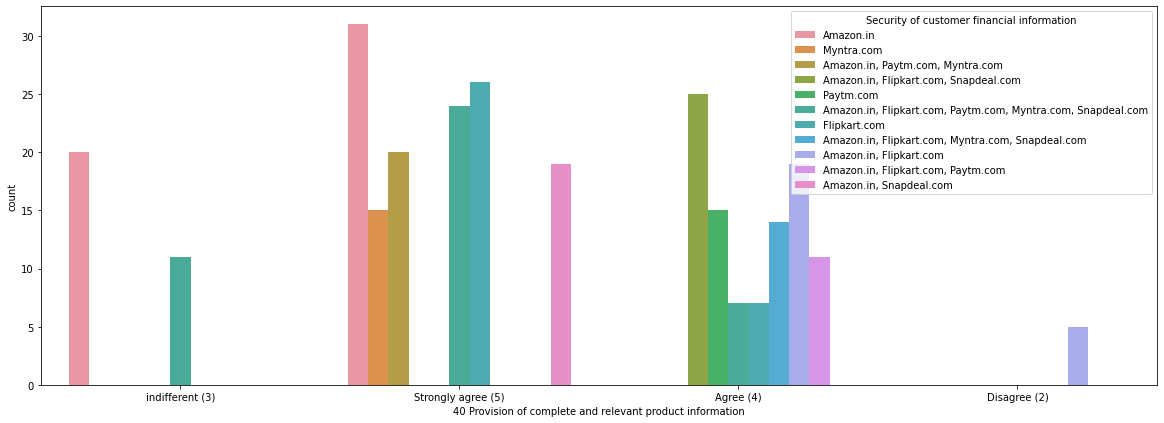 Security of customer financial information
Amazon.in
Myntra.com
Amazon.in, Paytm.com, Myntra.com
Amazon.in, Flipkart.com, Snapdeal.com
Paytm.com
Amazon.in, Flipkart.com, Paytm.com, Myntra.com, Snapdeal.com
Flipkart.com
Amazon.in, Flipkart.com, Myntra.com, Snapdeal.com
Amazon.in, Flipkart.com
Amazon.in, Flipkart.com, Paytm.com
Amazon.in, Snapdeal.com
30
25
20
15
10
5
0
count
indifferent (3)
Strongly agree (5)
Agree (4)
Disagree (2)
40 Provision of complete and relevant product information